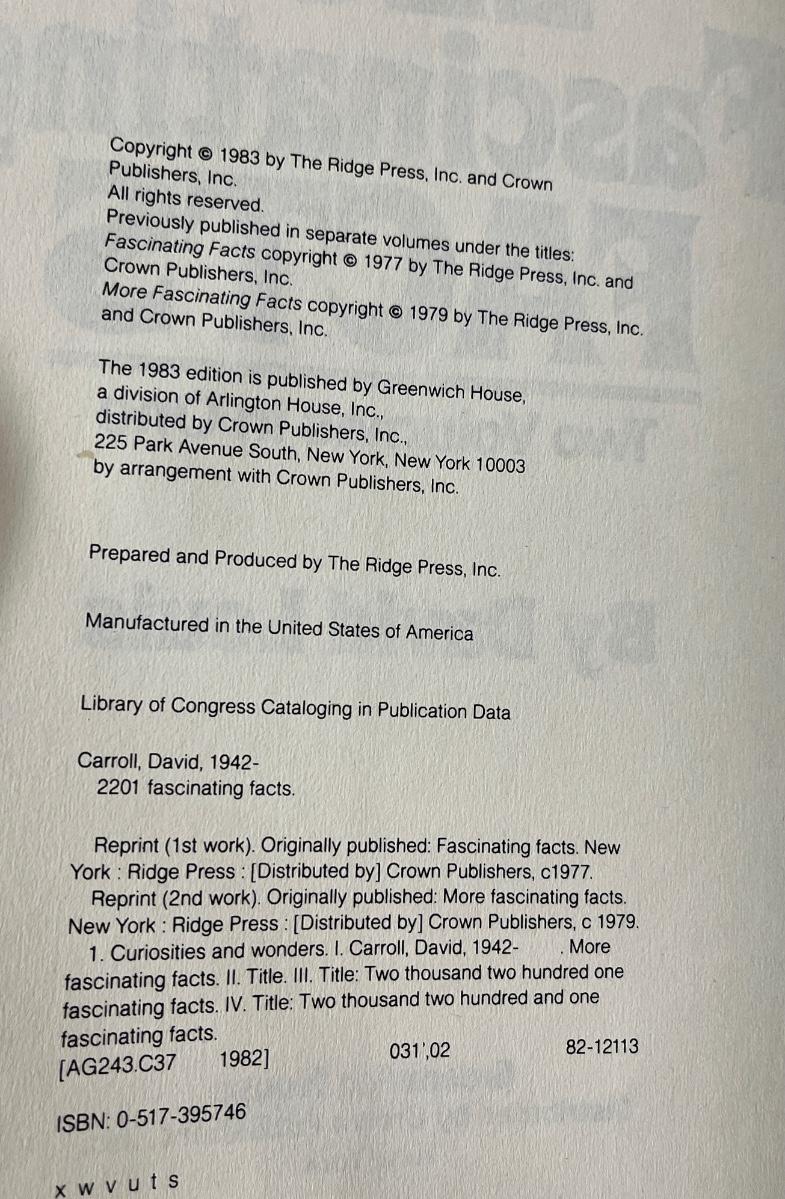 Copyright © 1983 by The Ridge Press, Inc. and Crown
Publishers, Inc.
All rights reserved.
Previously published in separate volumes under the titles:
Fascinating Facts copyright © 1977 by The Ridge Press, Inc. and
Crown Publishers, Inc.
More Fascinating Facts copyright © 1979 by The Ridge Press, Inc.
and Crown Publishers, Inc.
The 1983 edition is published by Greenwich House,
a division of Arlington House, Inc.,
distributed by Crown Publishers, Inc.,
225 Park Avenue South, New York, New York 10003
by arrangement with Crown Publishers, Inc.
Prepared and Produced by The Ridge Press, Inc.
Manufactured in the United States of America
Library of Congress Cataloging in Publication Data
Carroll, David, 1942-
2201 fascinating facts.
Reprint (1st work). Originally published: Fascinating facts. New
York : Ridge Press : [Distributed by] Crown Publishers, c1977.
Reprint (2nd work). Originally published: More fascinating facts.
New York : Ridge Press : [Distributed by] Crown Publishers, c 1979.
1. Curiosities and wonders. I. Carroll, David, 1942- . More
fascinating facts. II. Title. III. Title: Two thousand two hundred one
fascinating facts. IV. Title: Two thousand two hundred and one
fascinating facts.
[AG243.C37 1982] 031',02 82-12113
ISBN: 0-517-395746
x w v u t s